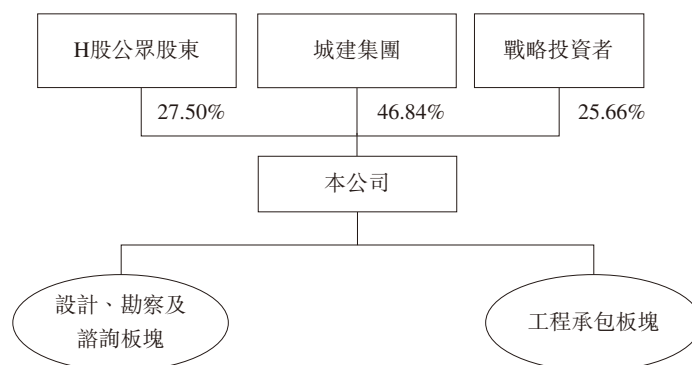 H股公眾股東
城建集團
戰略投資者
27.50%
46.84%
25.66%
本公司
設計、勘察及
諮詢板塊
工程承包板塊